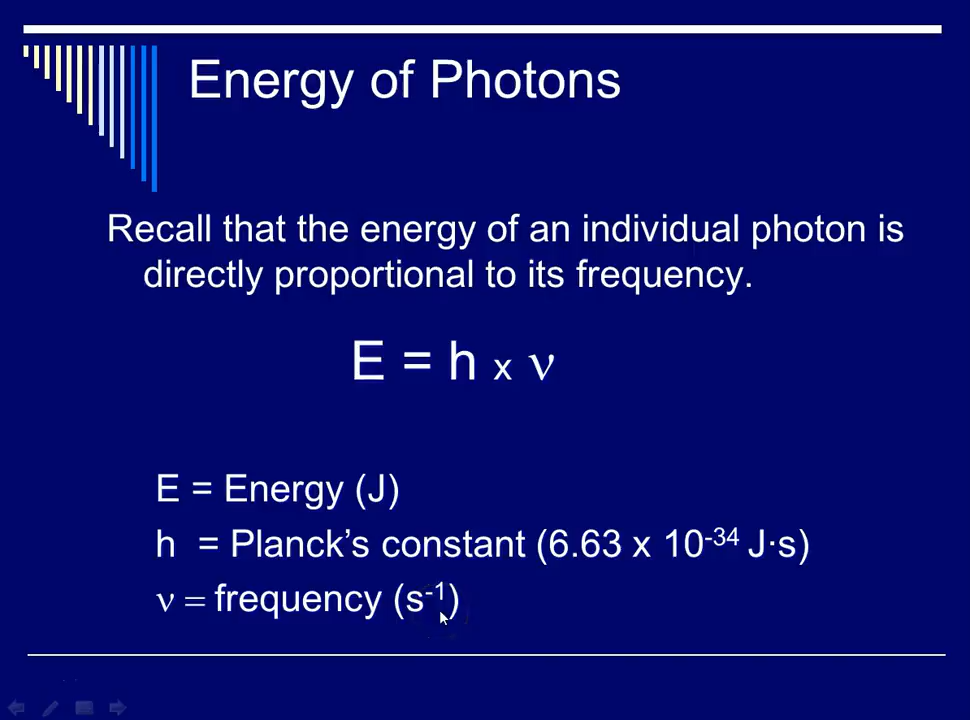 Energy of Photons
Recall that the energy of an individual photon is
directly proportional to its frequency.
E = h x ν
E = Energy (J)
h = Planck’s constant (6.63 x 10⁻³⁴ J·s)
ν = frequency (s⁻¹)